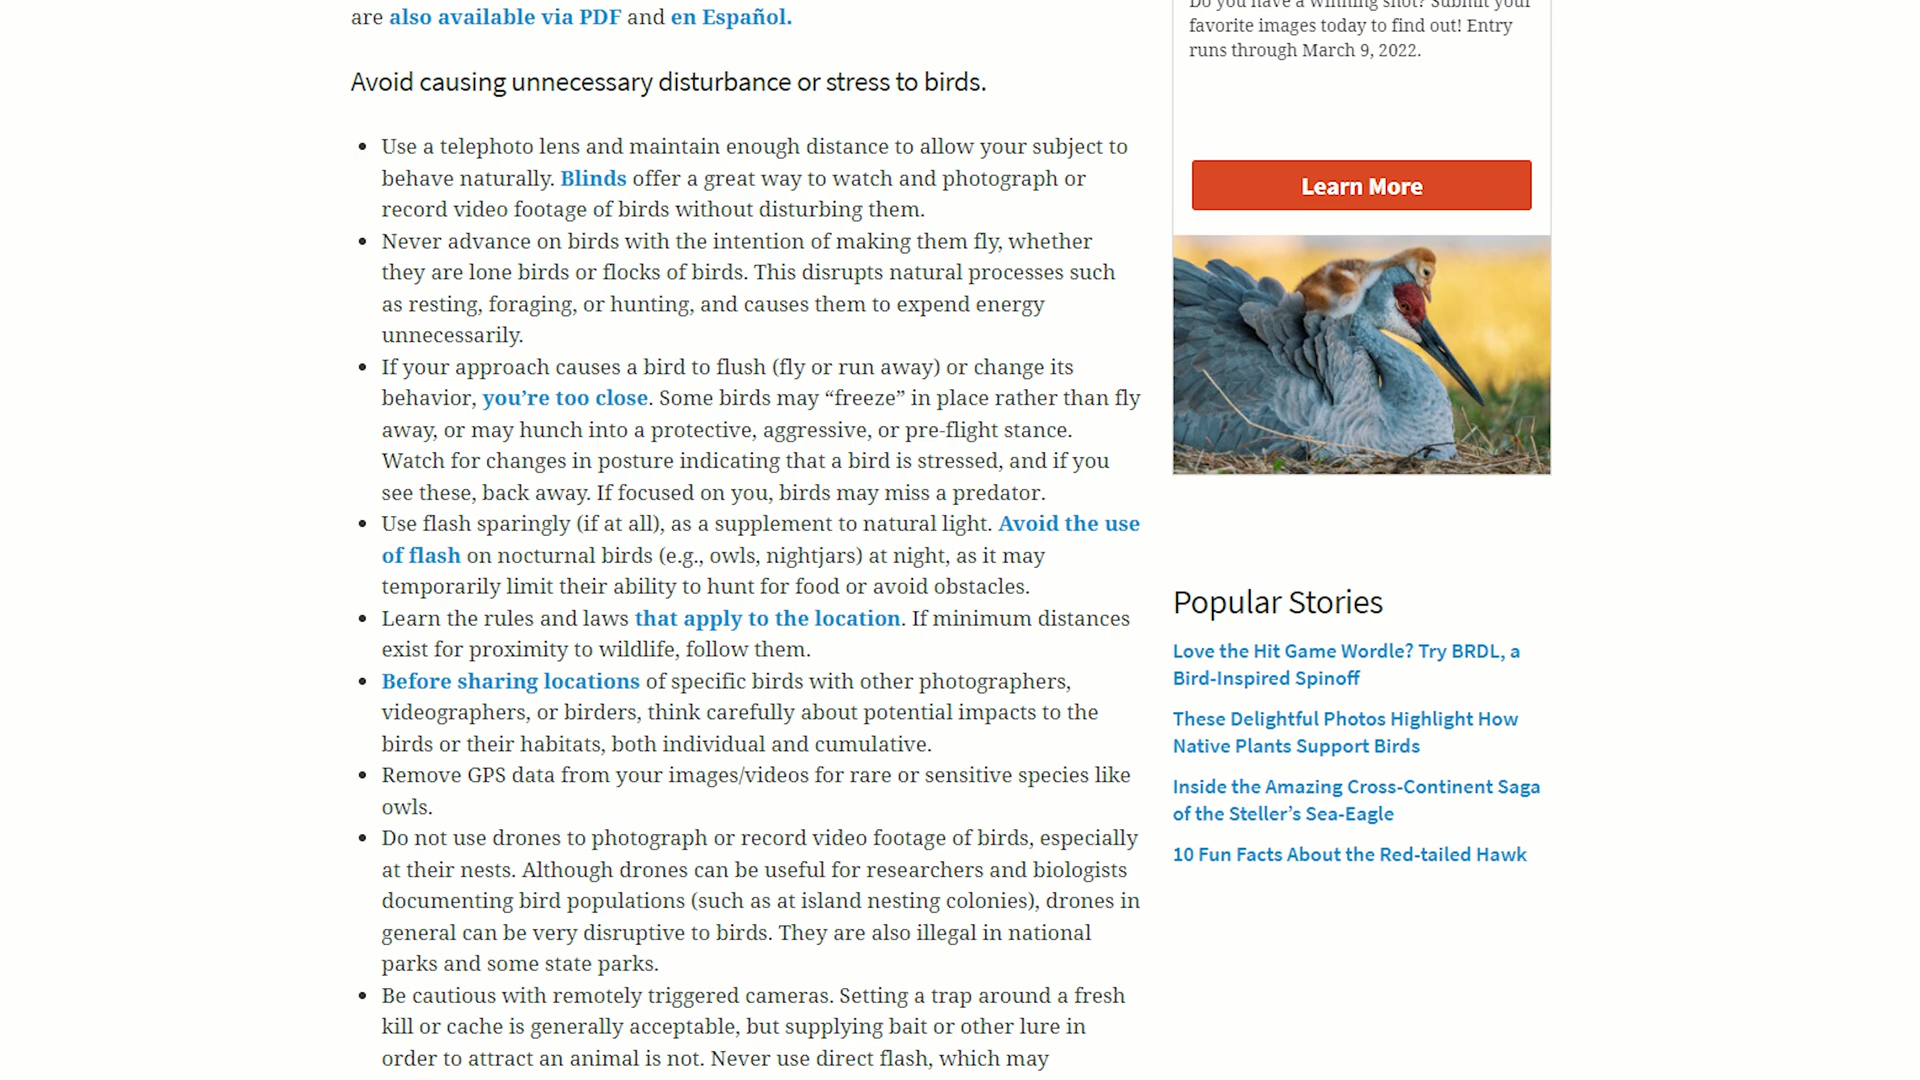 are also available via PDF and en Español.
Avoid causing unnecessary disturbance or stress to birds.
Use a telephoto lens and maintain enough distance to allow your subject to
behave naturally. Blinds offer a great way to watch and photograph or
record video footage of birds without disturbing them.
Never advance on birds with the intention of making them fly, whether
they are lone birds or flocks of birds. This disrupts natural processes such
as resting, foraging, or hunting, and causes them to expend energy
unnecessarily.
If your approach causes a bird to flush (fly or run away) or change its
behavior, you’re too close. Some birds may “freeze” in place rather than fly
away, or may hunch into a protective, aggressive, or pre-flight stance.
Watch for changes in posture indicating that a bird is stressed, and if you
see these, back away. If focused on you, birds may miss a predator.
Use flash sparingly (if at all), as a supplement to natural light. Avoid the use
of flash on nocturnal birds (e.g., owls, nightjars) at night, as it may
temporarily limit their ability to hunt for food or avoid obstacles.
Learn the rules and laws that apply to the location. If minimum distances
exist for proximity to wildlife, follow them.
Before sharing locations of specific birds with other photographers,
videographers, or birders, think carefully about potential impacts to the
birds or their habitats, both individual and cumulative.
Remove GPS data from your images/videos for rare or sensitive species like
owls.
Do not use drones to photograph or record video footage of birds, especially
at their nests. Although drones can be useful for researchers and biologists
documenting bird populations (such as at island nesting colonies), drones in
general can be very disruptive to birds. They are also illegal in national
parks and some state parks.
Be cautious with remotely triggered cameras. Setting a trap around a fresh
kill or cache is generally acceptable, but supplying bait or other lure in
order to attract an animal is not. Never use direct flash, which may
Do you have a winning shot? Submit your
favorite images today to find out! Entry
runs through March 9, 2022.
Learn More
Popular Stories
Love the Hit Game Wordle? Try BRDL, a
Bird-Inspired Spinoff
These Delightful Photos Highlight How
Native Plants Support Birds
Inside the Amazing Cross-Continent Saga
of the Steller’s Sea-Eagle
10 Fun Facts About the Red-tailed Hawk